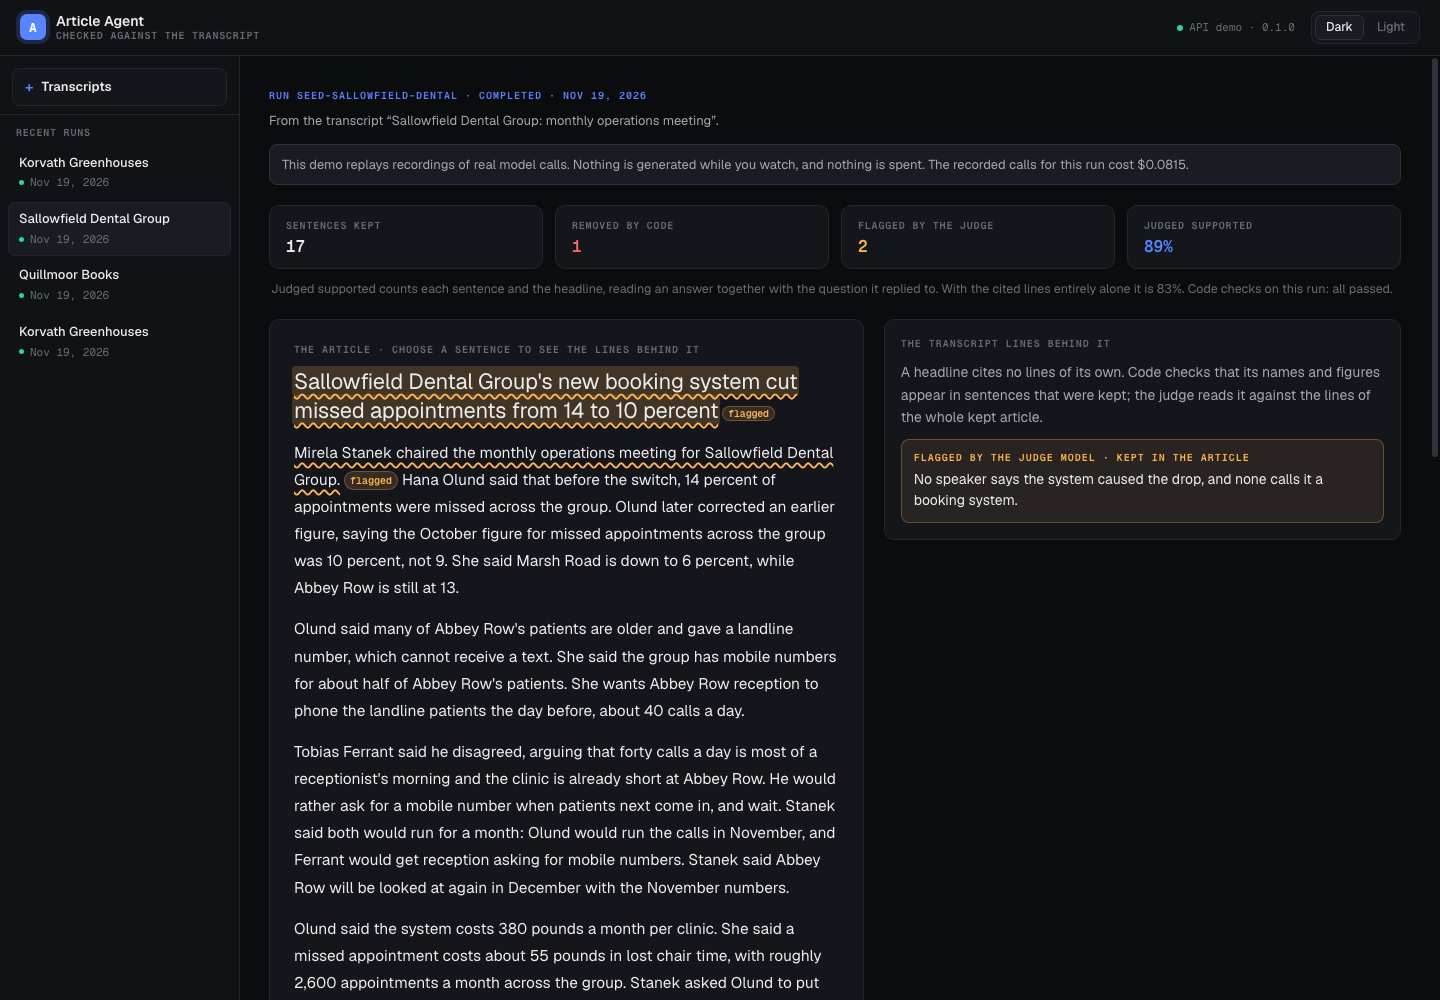 A
Article Agent
CHECKED AGAINST THE TRANSCRIPT
API demo · 0.1.0
Dark
Light
+ Transcripts
RECENT RUNS
Korvath Greenhouses
Nov 19, 2026
Sallowfield Dental Group
Nov 19, 2026
Quillmoor Books
Nov 19, 2026
Korvath Greenhouses
Nov 19, 2026
RUN SEED-SALLOWFIELD-DENTAL · COMPLETED · NOV 19, 2026
From the transcript “Sallowfield Dental Group: monthly operations meeting”.
This demo replays recordings of real model calls. Nothing is generated while you watch, and nothing is spent. The recorded calls for this run cost $0.0815.
SENTENCES KEPT
17
REMOVED BY CODE
1
FLAGGED BY THE JUDGE
2
JUDGED SUPPORTED
89%
Judged supported counts each sentence and the headline, reading an answer together with the question it replied to. With the cited lines entirely alone it is 83%. Code checks on this run: all passed.
THE ARTICLE · CHOOSE A SENTENCE TO SEE THE LINES BEHIND IT
Sallowfield Dental Group's new booking system cut
missed appointments from 14 to 10 percent flagged
Mirela Stanek chaired the monthly operations meeting for Sallowfield Dental
Group. flagged Hana Olund said that before the switch, 14 percent of
appointments were missed across the group. Olund later corrected an earlier
figure, saying the October figure for missed appointments across the group
was 10 percent, not 9. She said Marsh Road is down to 6 percent, while
Abbey Row is still at 13.
Olund said many of Abbey Row's patients are older and gave a landline
number, which cannot receive a text. She said the group has mobile numbers
for about half of Abbey Row's patients. She wants Abbey Row reception to
phone the landline patients the day before, about 40 calls a day.
Tobias Ferrant said he disagreed, arguing that forty calls a day is most of a
receptionist's morning and the clinic is already short at Abbey Row. He would
rather ask for a mobile number when patients next come in, and wait. Stanek
said both would run for a month: Olund would run the calls in November, and
Ferrant would get reception asking for mobile numbers. Stanek said Abbey
Row will be looked at again in December with the November numbers.
Olund said the system costs 380 pounds a month per clinic. She said a
missed appointment costs about 55 pounds in lost chair time, with roughly
2,600 appointments a month across the group. Stanek asked Olund to put
THE TRANSCRIPT LINES BEHIND IT
A headline cites no lines of its own. Code checks that its names and figures
appear in sentences that were kept; the judge reads it against the lines of
the whole kept article.
FLAGGED BY THE JUDGE MODEL · KEPT IN THE ARTICLE
No speaker says the system caused the drop, and none calls it a
booking system.